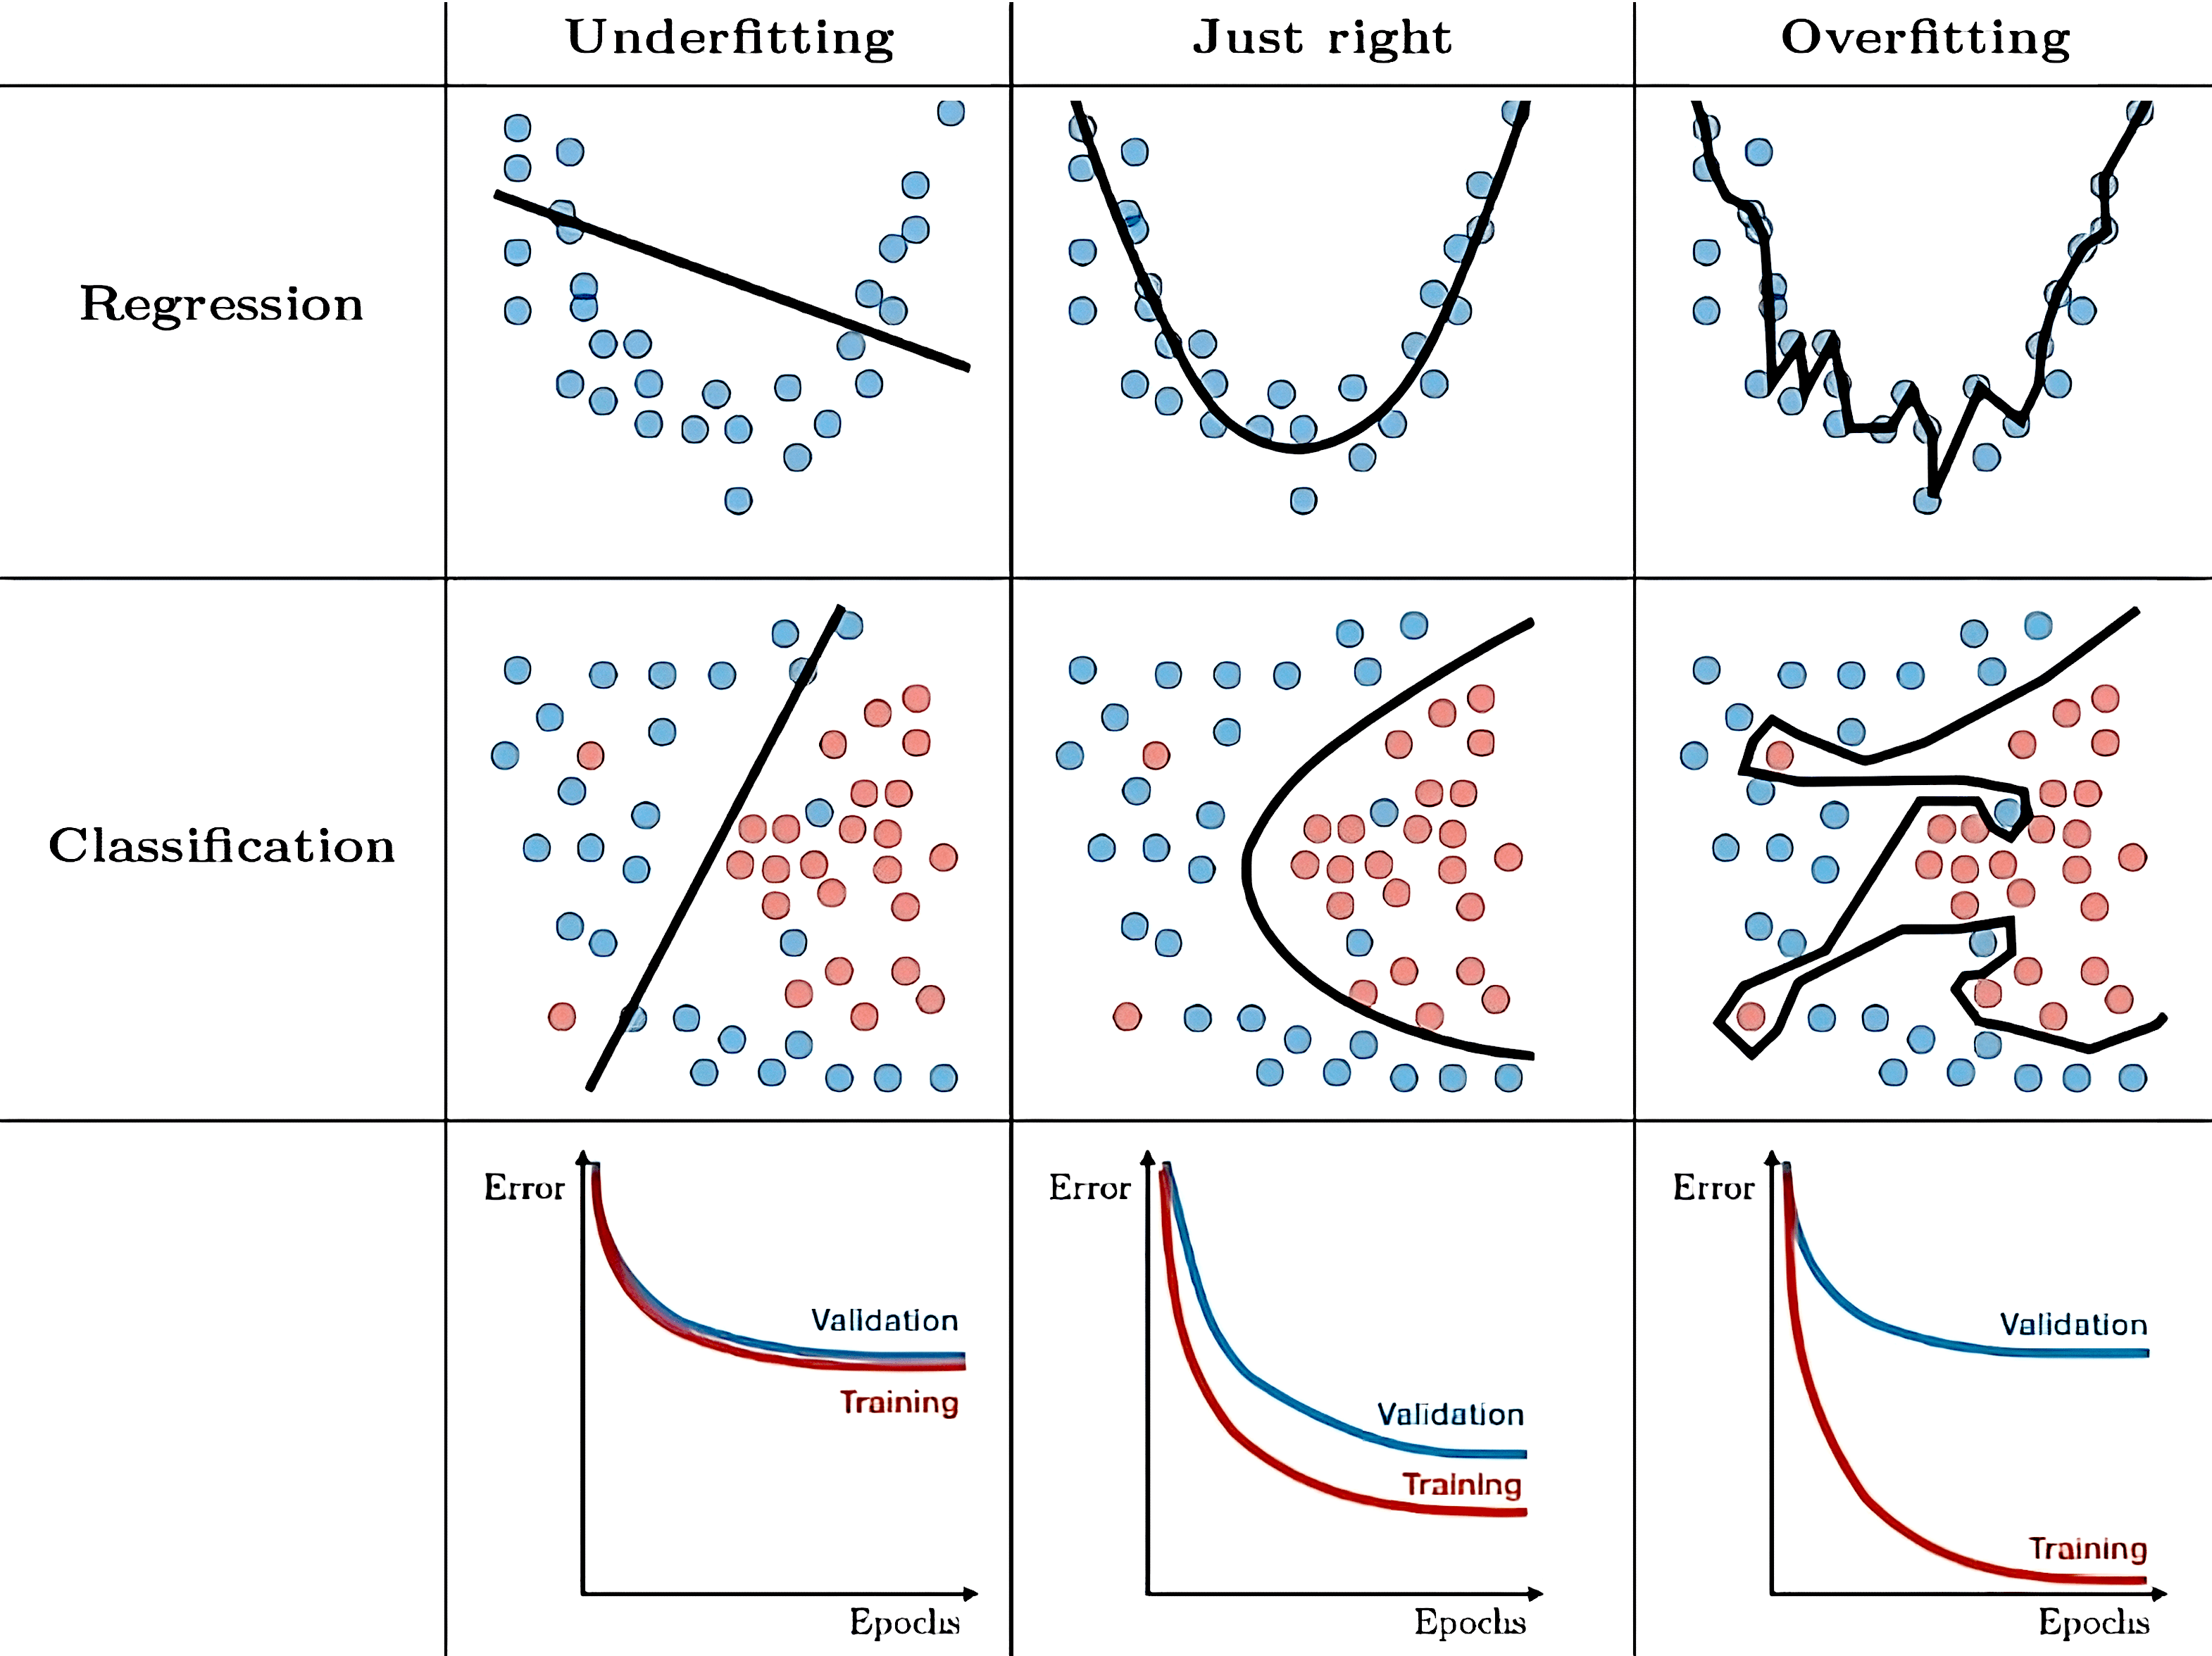 Underfitting Just right Overfitting
Regression
Classification
Error Error Error
Validation Validation
Training
Validation
Training
Training
Epochs Epochs Epochs